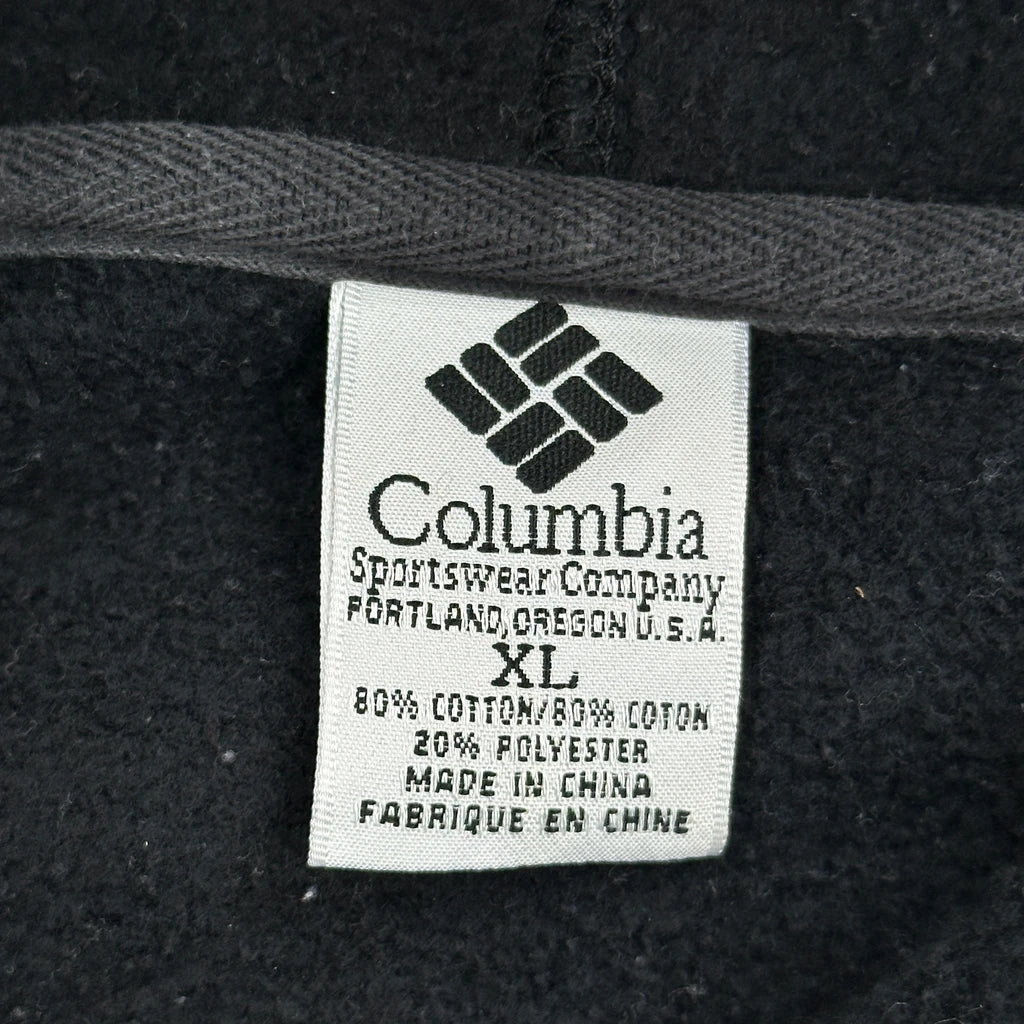 Columbia
Sportswear Company
PORTLAND, OREGON U.S.A.
XL
80% COTTON/80% COTON
20% POLYESTER
MADE IN CHINA
FABRIQUE EN CHINE